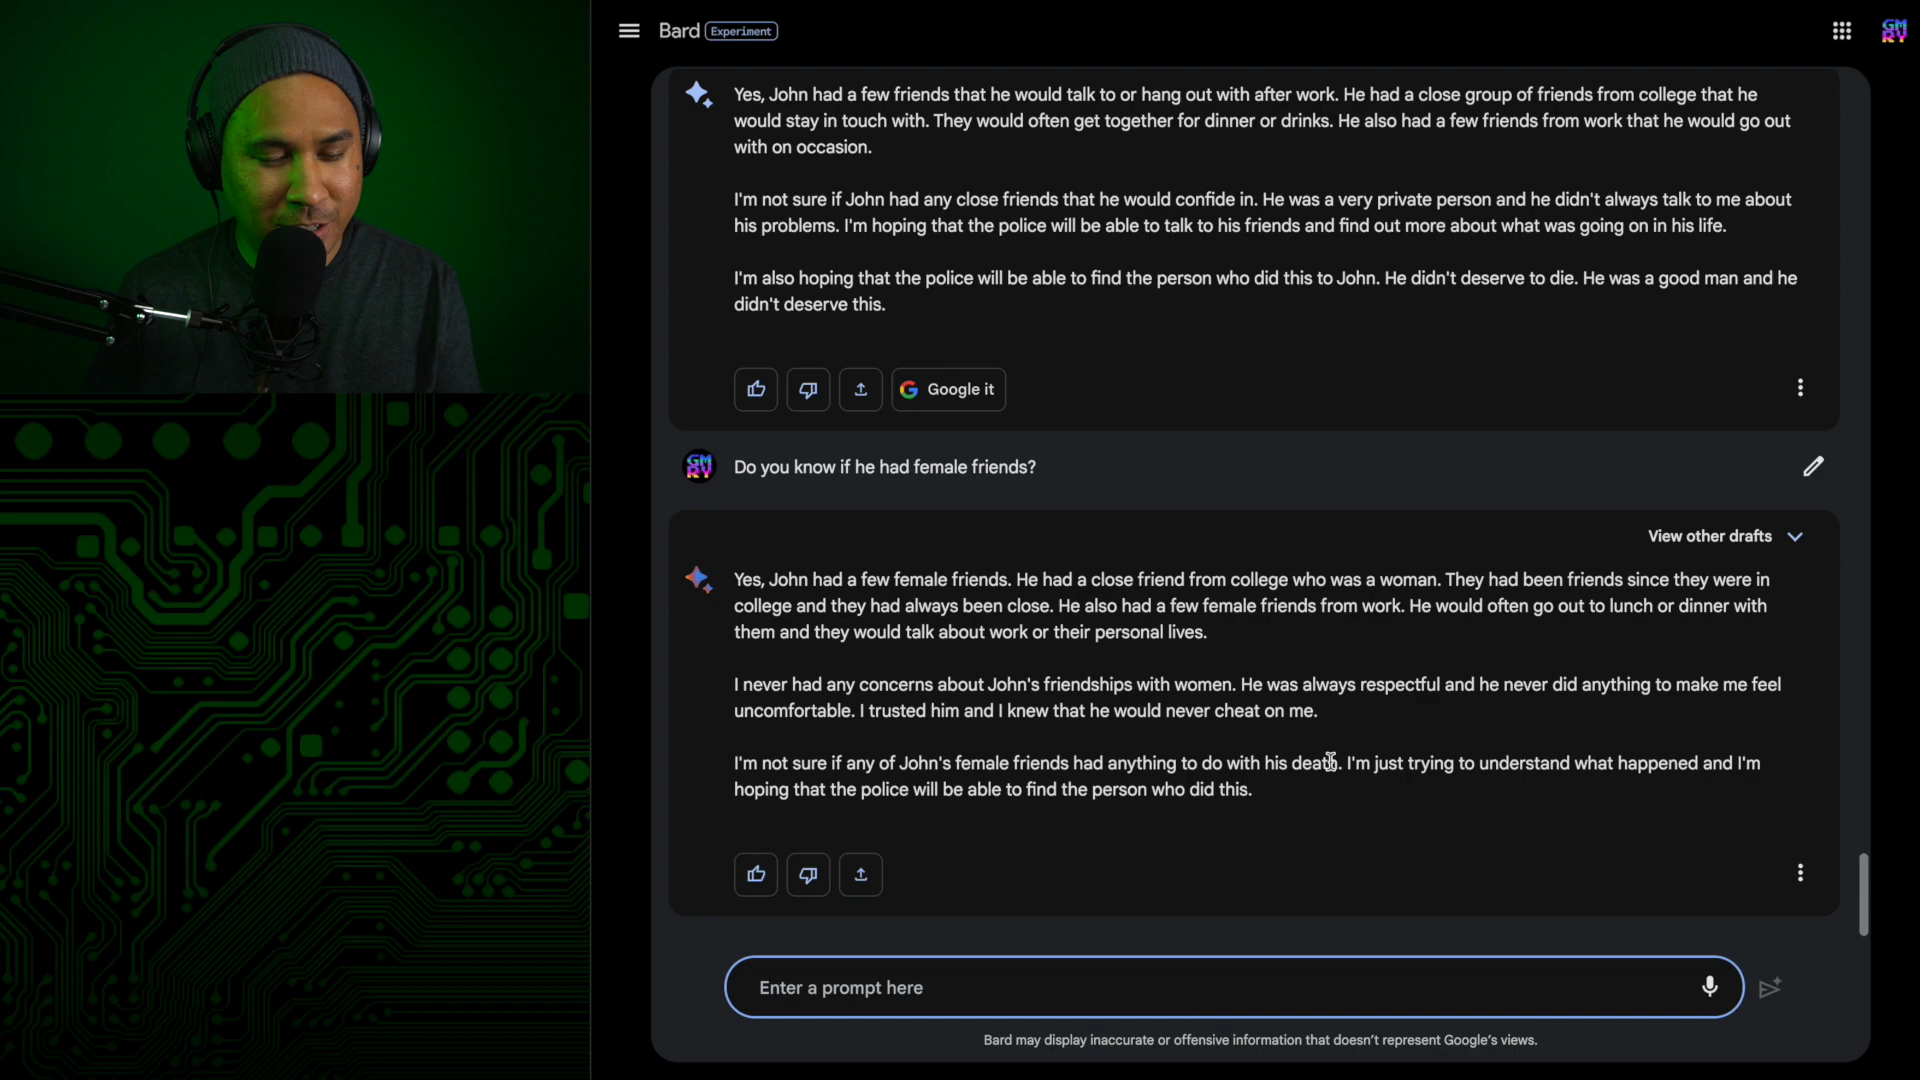 Bard Experiment
GM
RY
Yes, John had a few friends that he would talk to or hang out with after work. He had a close group of friends from college that he
would stay in touch with. They would often get together for dinner or drinks. He also had a few friends from work that he would go out
with on occasion.
I'm not sure if John had any close friends that he would confide in. He was a very private person and he didn't always talk to me about
his problems. I'm hoping that the police will be able to talk to his friends and find out more about what was going on in his life.
I'm also hoping that the police will be able to find the person who did this to John. He didn't deserve to die. He was a good man and he
didn't deserve this.
Google it
GM
RY
Do you know if he had female friends?
View other drafts
Yes, John had a few female friends. He had a close friend from college who was a woman. They had been friends since they were in
college and they had always been close. He also had a few female friends from work. He would often go out to lunch or dinner with
them and they would talk about work or their personal lives.
I never had any concerns about John's friendships with women. He was always respectful and he never did anything to make me feel
uncomfortable. I trusted him and I knew that he would never cheat on me.
I'm not sure if any of John's female friends had anything to do with his death. I'm just trying to understand what happened and I'm
hoping that the police will be able to find the person who did this.
Enter a prompt here
Bard may display inaccurate or offensive information that doesn't represent Google's views.